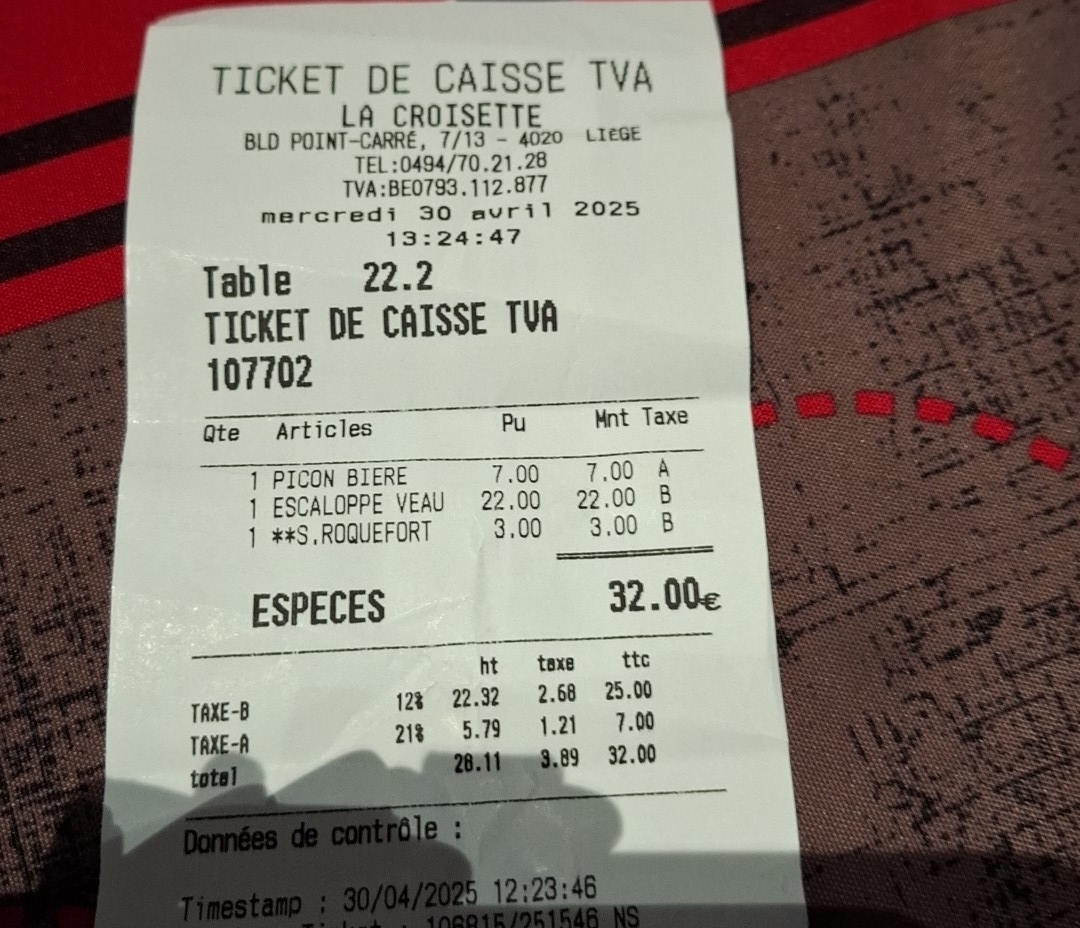 TICKET DE CAISSE TVA
LA CROISETTE
BLD POINT-CARRÉ, 7/13 - 4020 LIèGE
TEL:0494/70.21.28
TVA:BE0793.112.877
mercredi 30 avril 2025
13:24:47
Table 22.2
TICKET DE CAISSE TVA
107702
Qte Articles Pu Mnt Taxe
1 PICON BIERE 7.00 7.00 A
1 ESCALOPPE VEAU 22.00 22.00 B
1 **S.ROQUEFORT 3.00 3.00 B
ESPECES 32.00€
ht taxe ttc
TAXE-B 12% 22.32 2.68 25.00
TAXE-A 21% 5.79 1.21 7.00
total 28.11 3.89 32.00
Données de contrôle :
Timestamp : 30/04/2025 12:23:46
Ticket : 106815/251546 NS